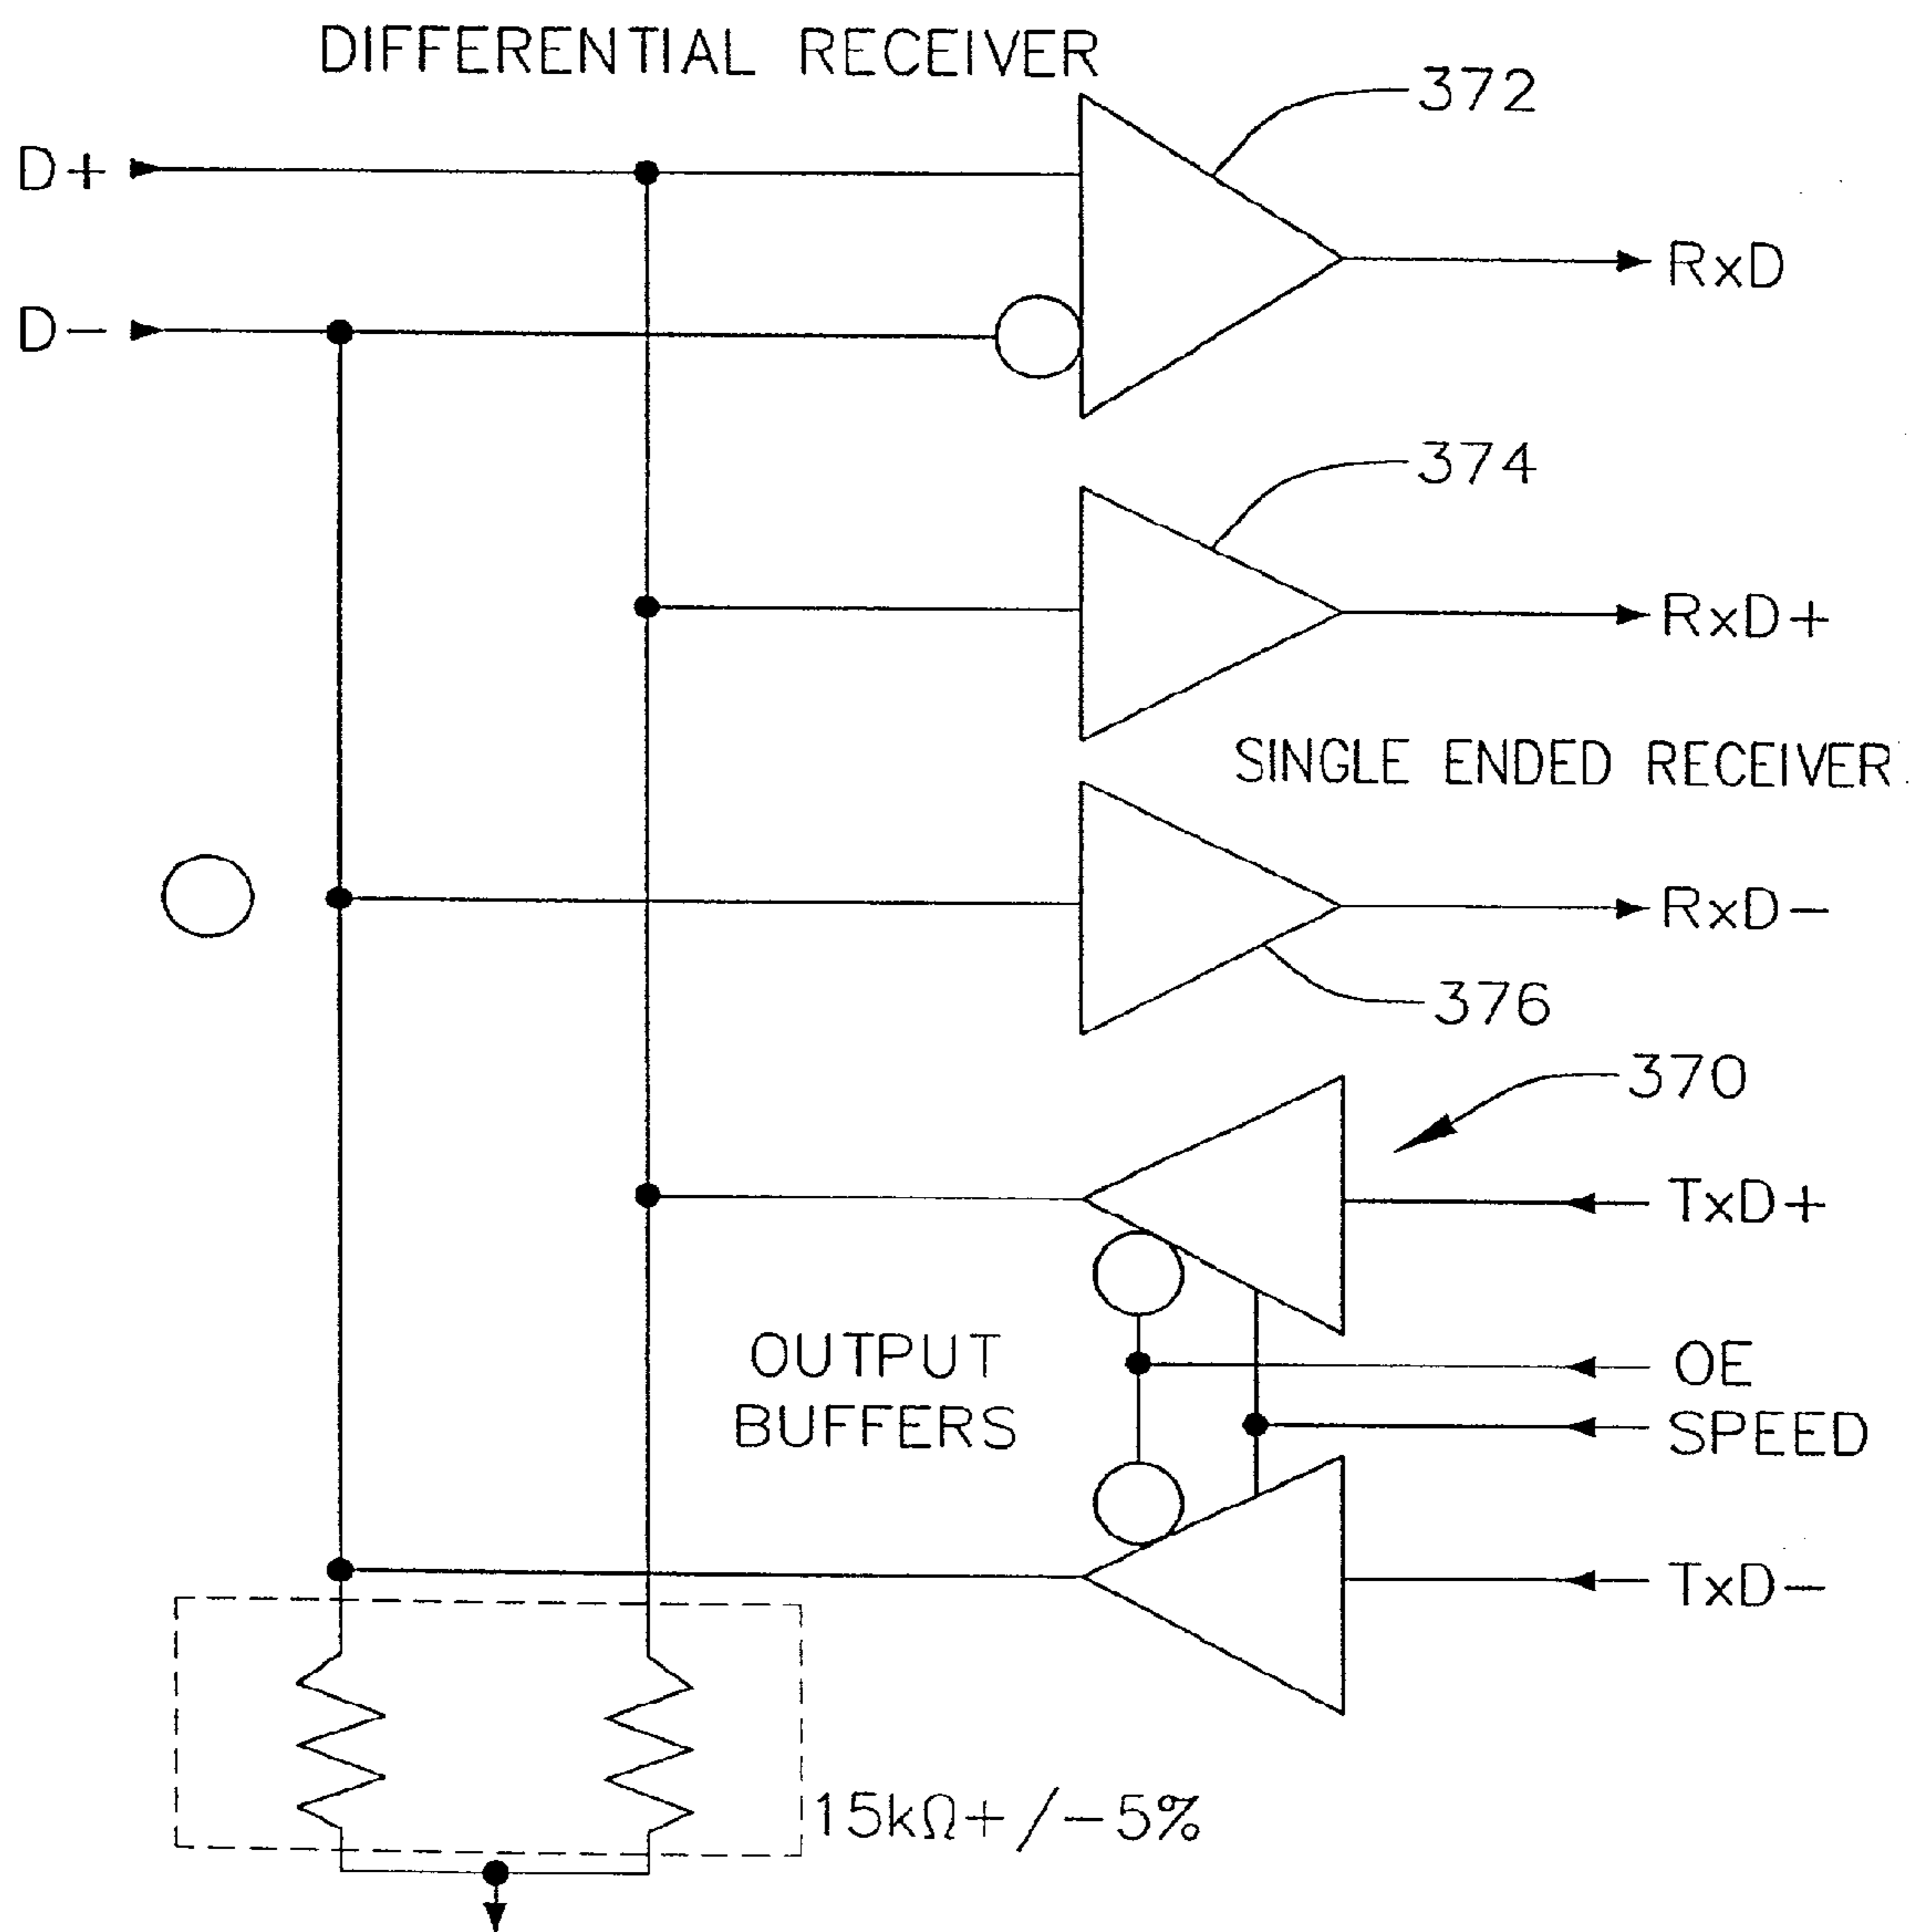 DIFFERENTIAL RECEIVER
372
D+
RxD
D-
374
RxD+
SINGLE ENDED RECEIVER
RxD-
376
370
TxD+
OUTPUT
BUFFERS
OE
SPEED
TxD-
15kΩ+/-5%